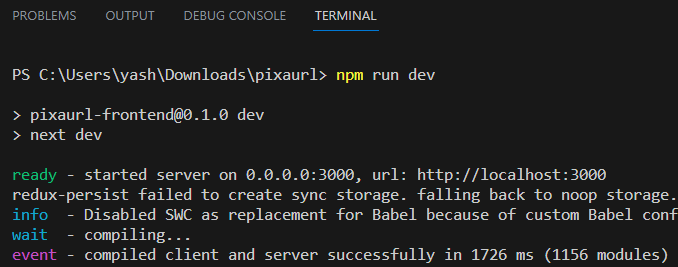 PROBLEMS OUTPUT DEBUG CONSOLE TERMINAL
PS C:\Users\yash\Downloads\pixaurl> npm run dev
> pixaurl-frontend@0.1.0 dev
> next dev
ready - started server on 0.0.0.0:3000, url: http://localhost:3000
redux-persist failed to create sync storage. falling back to noop storage.
info  - Disabled SWC as replacement for Babel because of custom Babel conf
wait  - compiling...
event - compiled client and server successfully in 1726 ms (1156 modules)